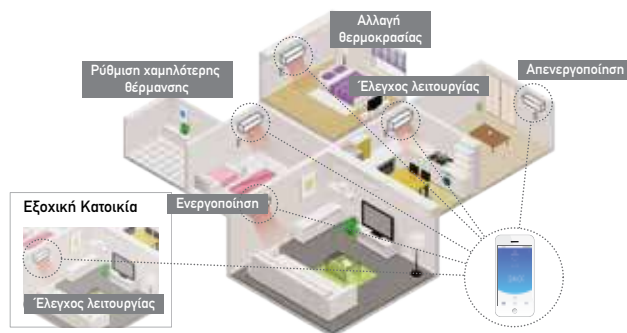 Αλλαγή
θερμοκρασίας
Ρύθμιση χαμηλότερης
θέρμανσης
Έλεγχος λειτουργίας
Απενεργοποίηση
Εξοχική Κατοικία
Ενεργοποίηση
Έλεγχος λειτουργίας